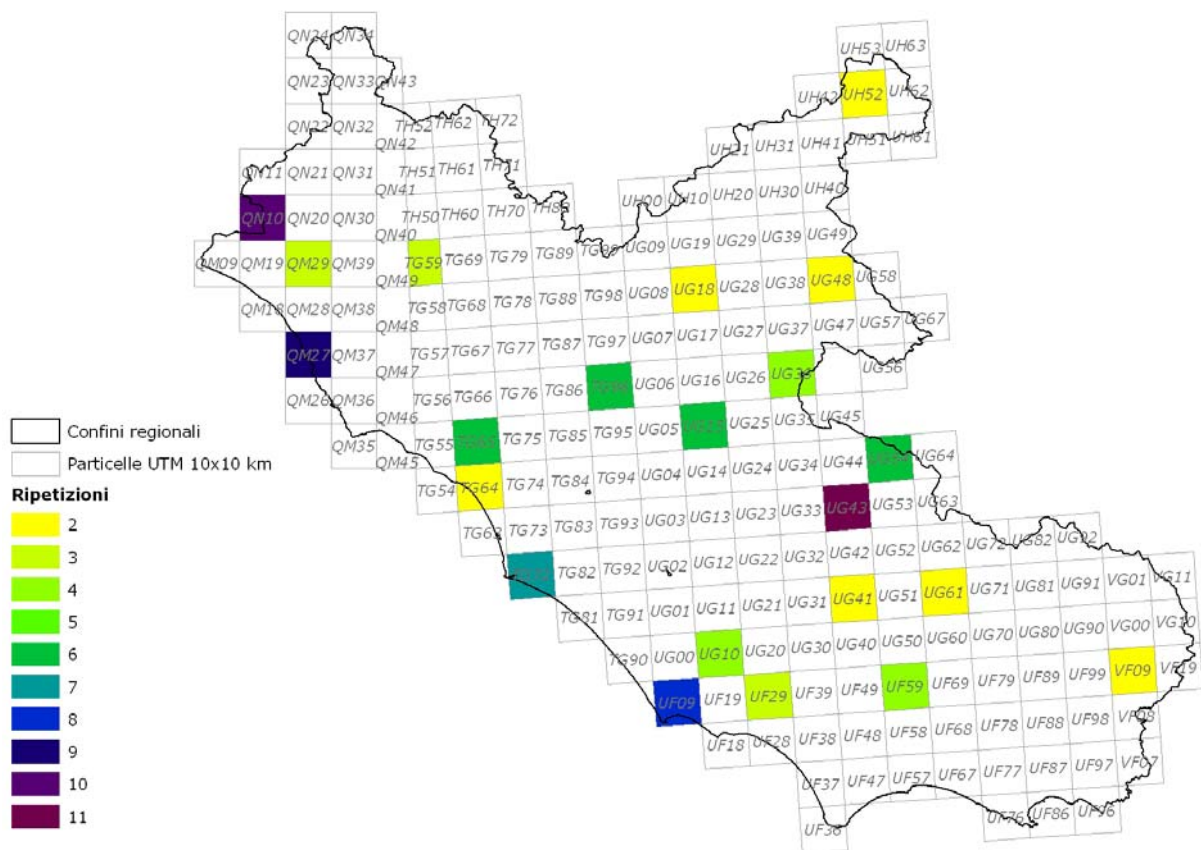 QN24 QN34
UH53 UH63
QN23 QN33 QN43
UH42 UH52 UH62
QN22 QN32 QN42 TH52 TH62 TH72
UH21 UH31 UH41 UH51 UH61
QN11 QN21 QN31 QN41 TH51 TH61 TH71
UH00 UH10 UH20 UH30 UH40
QN10 QN20 QN30 QN40 TH50 TH60 TH70
TG99 UG09 UG19 UG29 UG39 UG49
QM09 QM19 QM29 QM39 QM49 TG59 TG69 TG79 TG89
TG98 UG08 UG18 UG28 UG38 UG48 UG58
QM18 QM28 QM38 QM48 TG58 TG68 TG78 TG88
TG97 UG07 UG17 UG27 UG37 UG47 UG57 UG67
QM27 QM37 QM47 TG57 TG67 TG77 TG87
UG06 UG16 UG26 UG56
QM26 QM36 QM46 TG56 TG66 TG76 TG86
TG95 UG05 UG25 UG35 UG45
QM35 QM45 TG55 TG75 TG85
TG94 UG04 UG14 UG24 UG34 UG44 UG64
TG54 TG64 TG74 TG84
TG93 UG03 UG13 UG23 UG33 UG43 UG53 UG63
TG63 TG73 TG83
TG82 TG92 UG02 UG12 UG22 UG32 UG42 UG52 UG62 UG72 UG82 UG92
TG81 TG91 UG01 UG11 UG21 UG31 UG41 UG51 UG61 UG71 UG81 UG91 VG01 VG11
TG90 UG00 UG10 UG20 UG30 UG40 UG50 UG60 UG70 UG80 UG90 VG00 VG10
UF09 UF19 UF29 UF39 UF49 UF59 UF69 UF79 UF89 UF99 VF09 VF19
UF18 UF28 UF38 UF48 UF58 UF68 UF78 UF88 UF98 VF08
UF37 UF47 UF57 UF67 UF77 UF87 UF97 VF07
UF36 UF76 UF86 UF96
Confini regionali
Particelle UTM 10x10 km
Ripetizioni
2
3
4
5
6
7
8
9
10
11